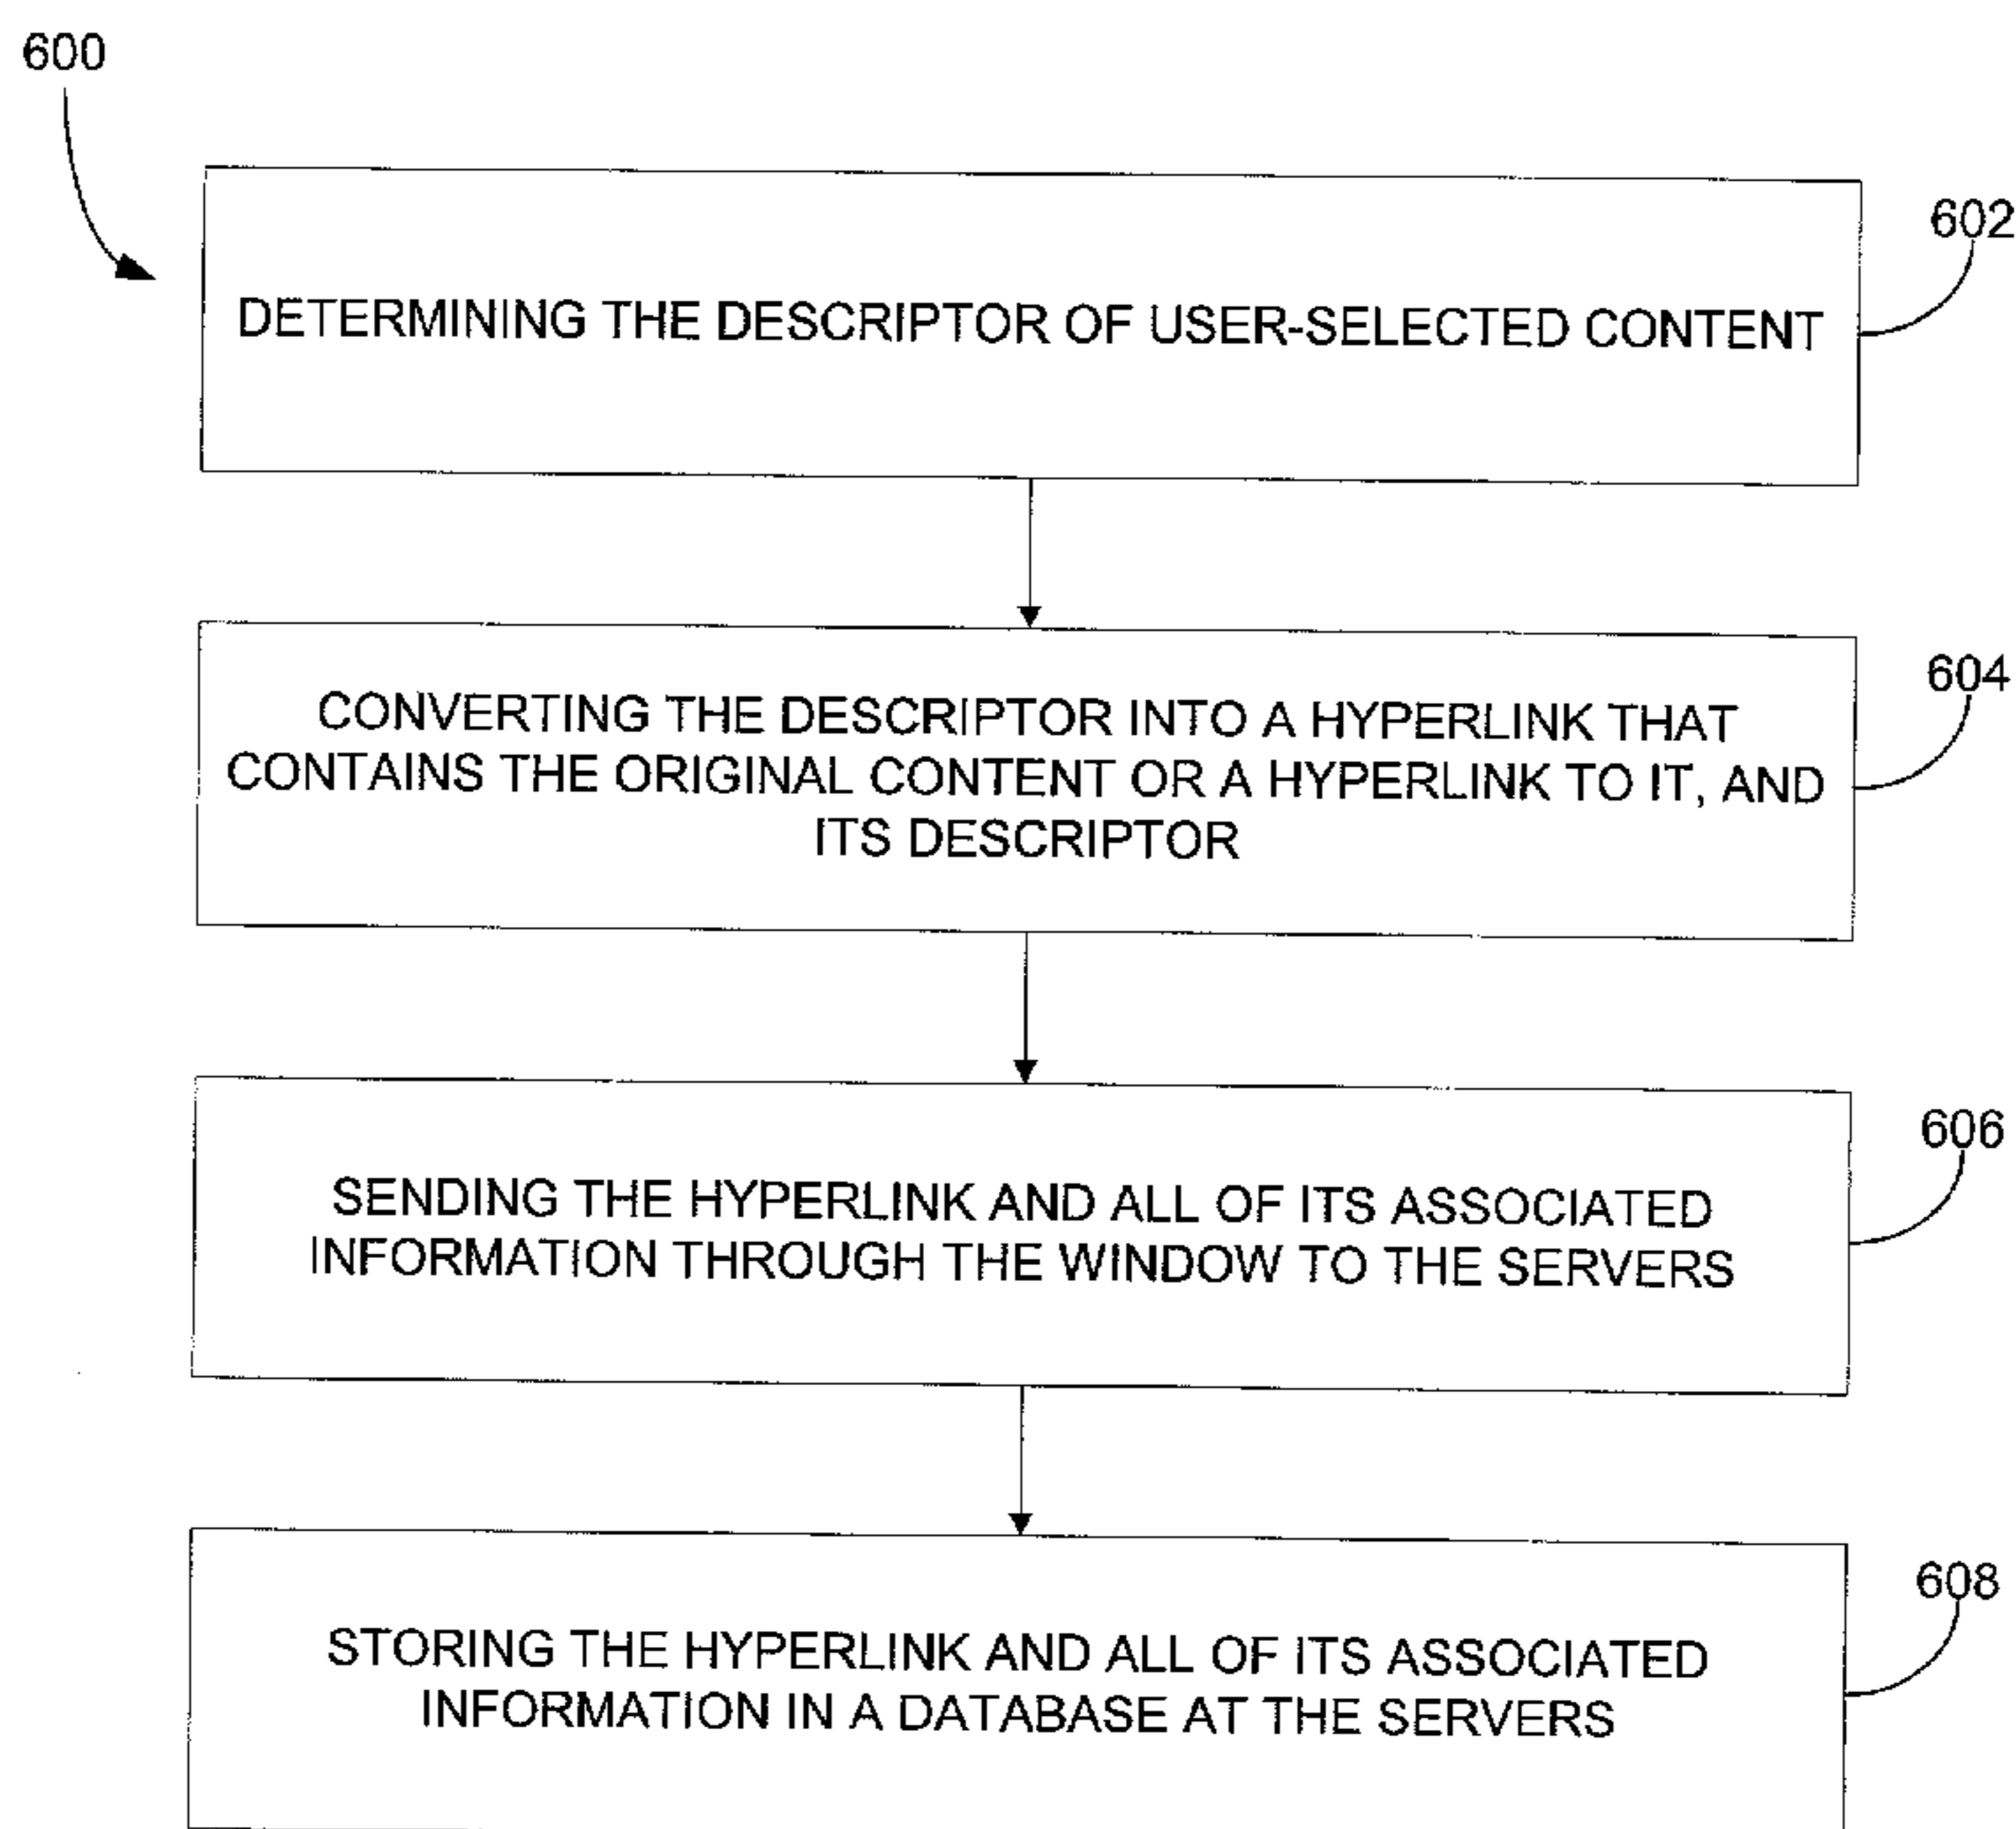 600
602
DETERMINING THE DESCRIPTOR OF USER-SELECTED CONTENT
604
CONVERTING THE DESCRIPTOR INTO A HYPERLINK THAT
CONTAINS THE ORIGINAL CONTENT OR A HYPERLINK TO IT, AND
ITS DESCRIPTOR
606
SENDING THE HYPERLINK AND ALL OF ITS ASSOCIATED
INFORMATION THROUGH THE WINDOW TO THE SERVERS
608
STORING THE HYPERLINK AND ALL OF ITS ASSOCIATED
INFORMATION IN A DATABASE AT THE SERVERS